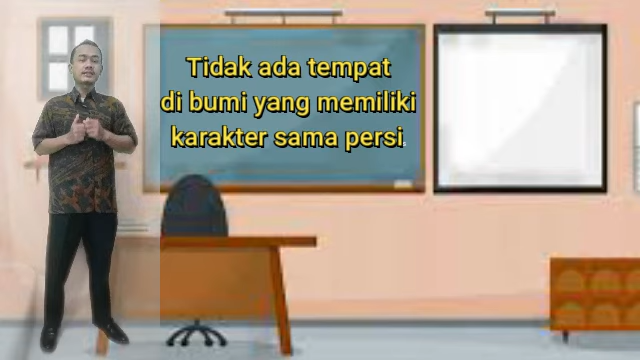 Tidak ada tempat
di bumi yang memiliki
karakter sama persi